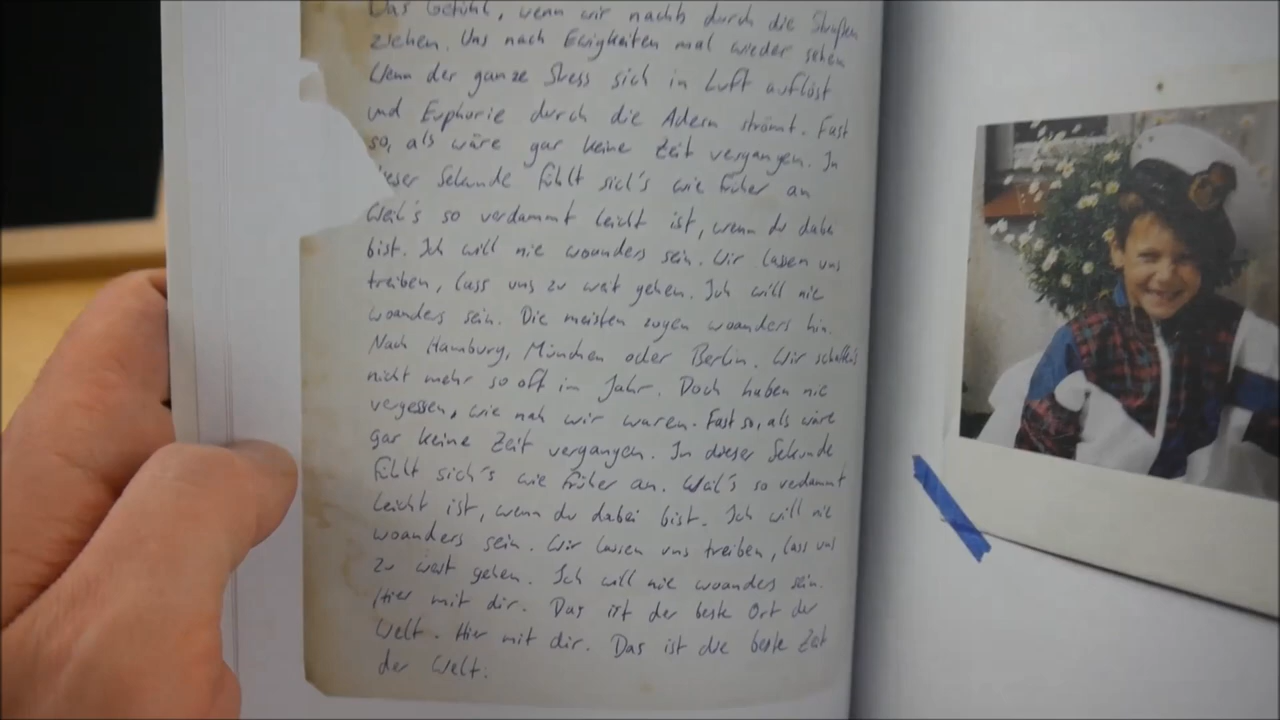 Das Gefühl, wenn wir nachts durch die Straßen
ziehen. Uns nach Ewigkeiten mal wieder sehen
Wenn der ganze Stress sich in Luft auflöst
und Euphorie durch die Adern strömt. Fast
so, als wäre gar keine Zeit vergangen. In
dieser Sekunde fühlt sich's wie früher an
Weil's so verdammt leicht ist, wenn du dabei
bist. Ich will nie woanders sein. Wir lassen uns
treiben, lass uns zu weit gehen. Ich will nie
woanders sein. Die meisten zogen woanders hin.
Nach Hamburg, München oder Berlin. Wir schaffen's
nicht mehr so oft im Jahr. Doch haben nie
vergessen, wie nah wir waren. Fast so, als wäre
gar keine Zeit vergangen. In dieser Sekunde
fühlt sich's wie früher an. Weil's so verdammt
leicht ist, wenn du dabei bist. Ich will nie
woanders sein. Wir lassen uns treiben, lass uns
zu weit gehen. Ich will nie woanders sein.
Hier mit dir. Das ist der beste Ort der
Welt. Hier mit dir. Das ist die beste Zeit
der Welt.